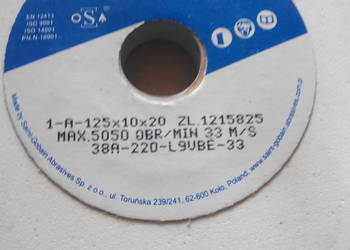 EN 12413
ISO 9001
ISO 14001
PN-N-18001
oSa
1-A-125x10x20 ZL.1215825
MAX.5050 OBR/MIN 33 M/S
38A-220-L9VBE-33
Made by Saint-Gobain Abrasives Sp. z o.o., ul. Toruńska 239/241, 62-600 Koło, Poland. www.saint-gobain-abrasives.com.pl